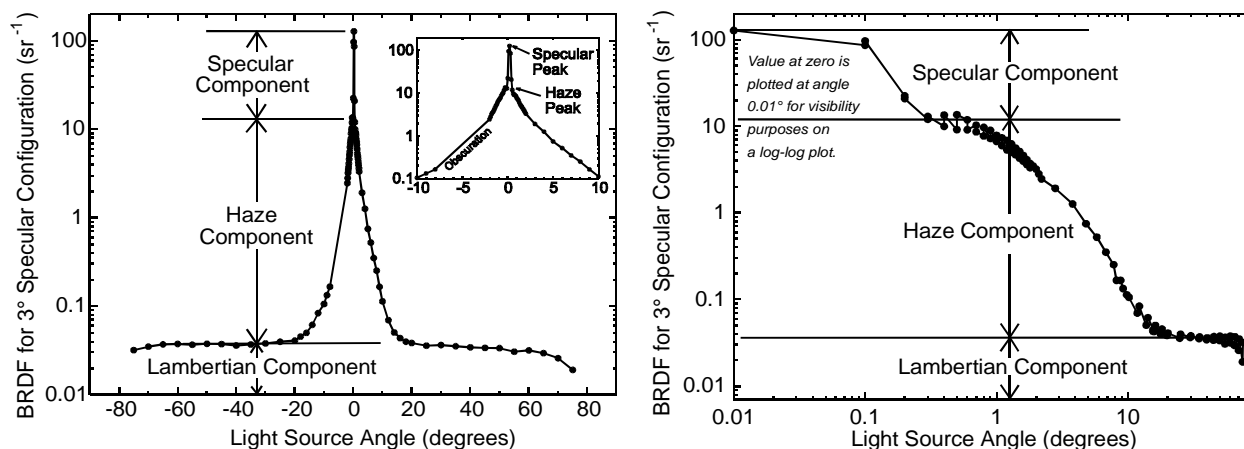 BRDF for 3° Specular Configuration (sr⁻¹)
100
10
1
0.1
0.01
Specular
Component
Haze
Component
Lambertian Component
-80
-60
-40
-20
0
20
40
60
80
Light Source Angle (degrees)
100
10
1
0.1
Specular
Peak
Haze
Peak
Obscuration
-10
-5
0
5
10
BRDF for 3° Specular Configuration (sr⁻¹)
100
10
1
0.1
0.01
Value at zero is
plotted at angle
0.01° for visibility
purposes on
a log-log plot.
Specular Component
Haze Component
Lambertian Component
0.01
0.1
1
10
Light Source Angle (degrees)